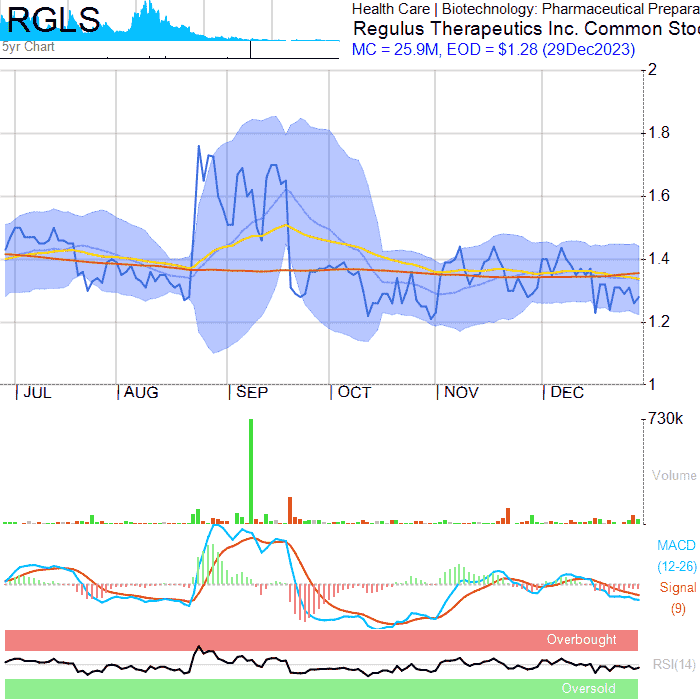 RGLS
5yr Chart
Health Care | Biotechnology: Pharmaceutical Prepara
Regulus Therapeutics Inc. Common Stoc
MC = 25.9M, EOD = $1.28 (29Dec2023)
2
1.8
1.6
1.4
1.2
1
JUL AUG SEP OCT NOV DEC
730k
Volume
MACD
(12-26)
Signal
(9)
Overbought
RSI(14)
Oversold